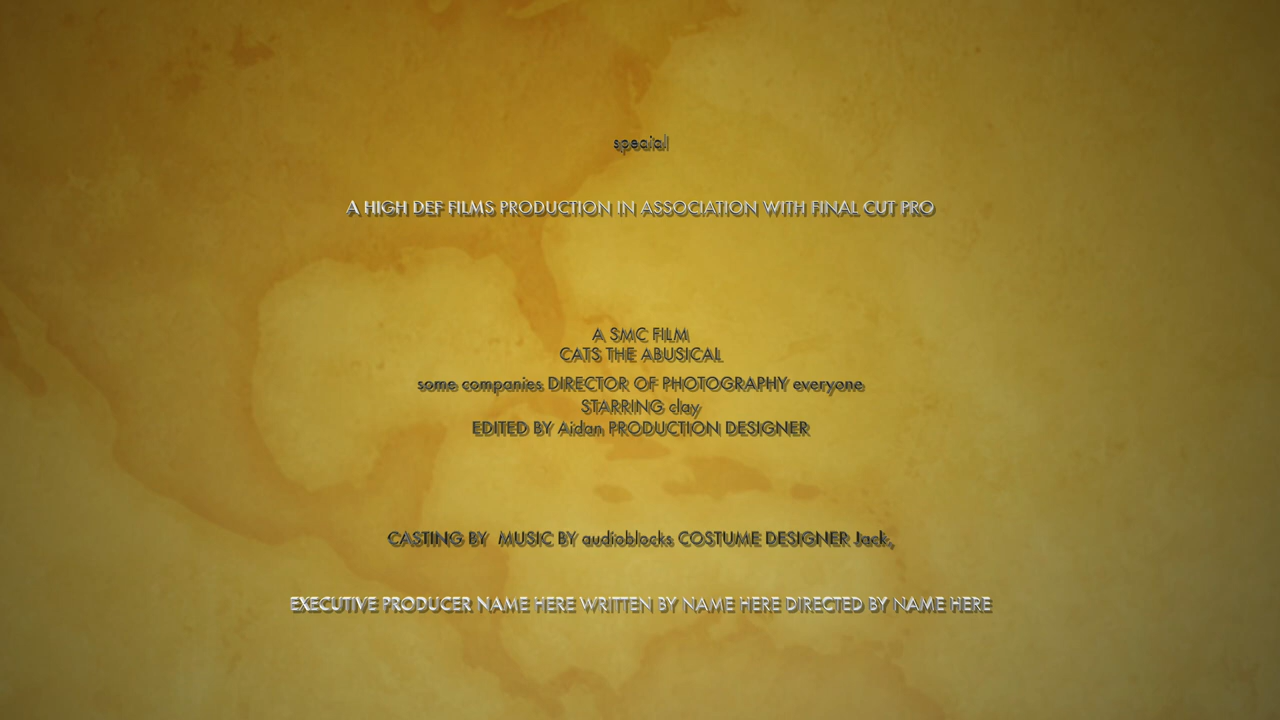 special
A HIGH DEF FILMS PRODUCTION IN ASSOCIATION WITH FINAL CUT PRO
A SMC FILM
CATS THE ABUSICAL
some companies DIRECTOR OF PHOTOGRAPHY everyone
STARRING clay
EDITED BY Aidan PRODUCTION DESIGNER
CASTING BY  MUSIC BY audioblocks COSTUME DESIGNER Jack,
EXECUTIVE PRODUCER NAME HERE WRITTEN BY NAME HERE DIRECTED BY NAME HERE